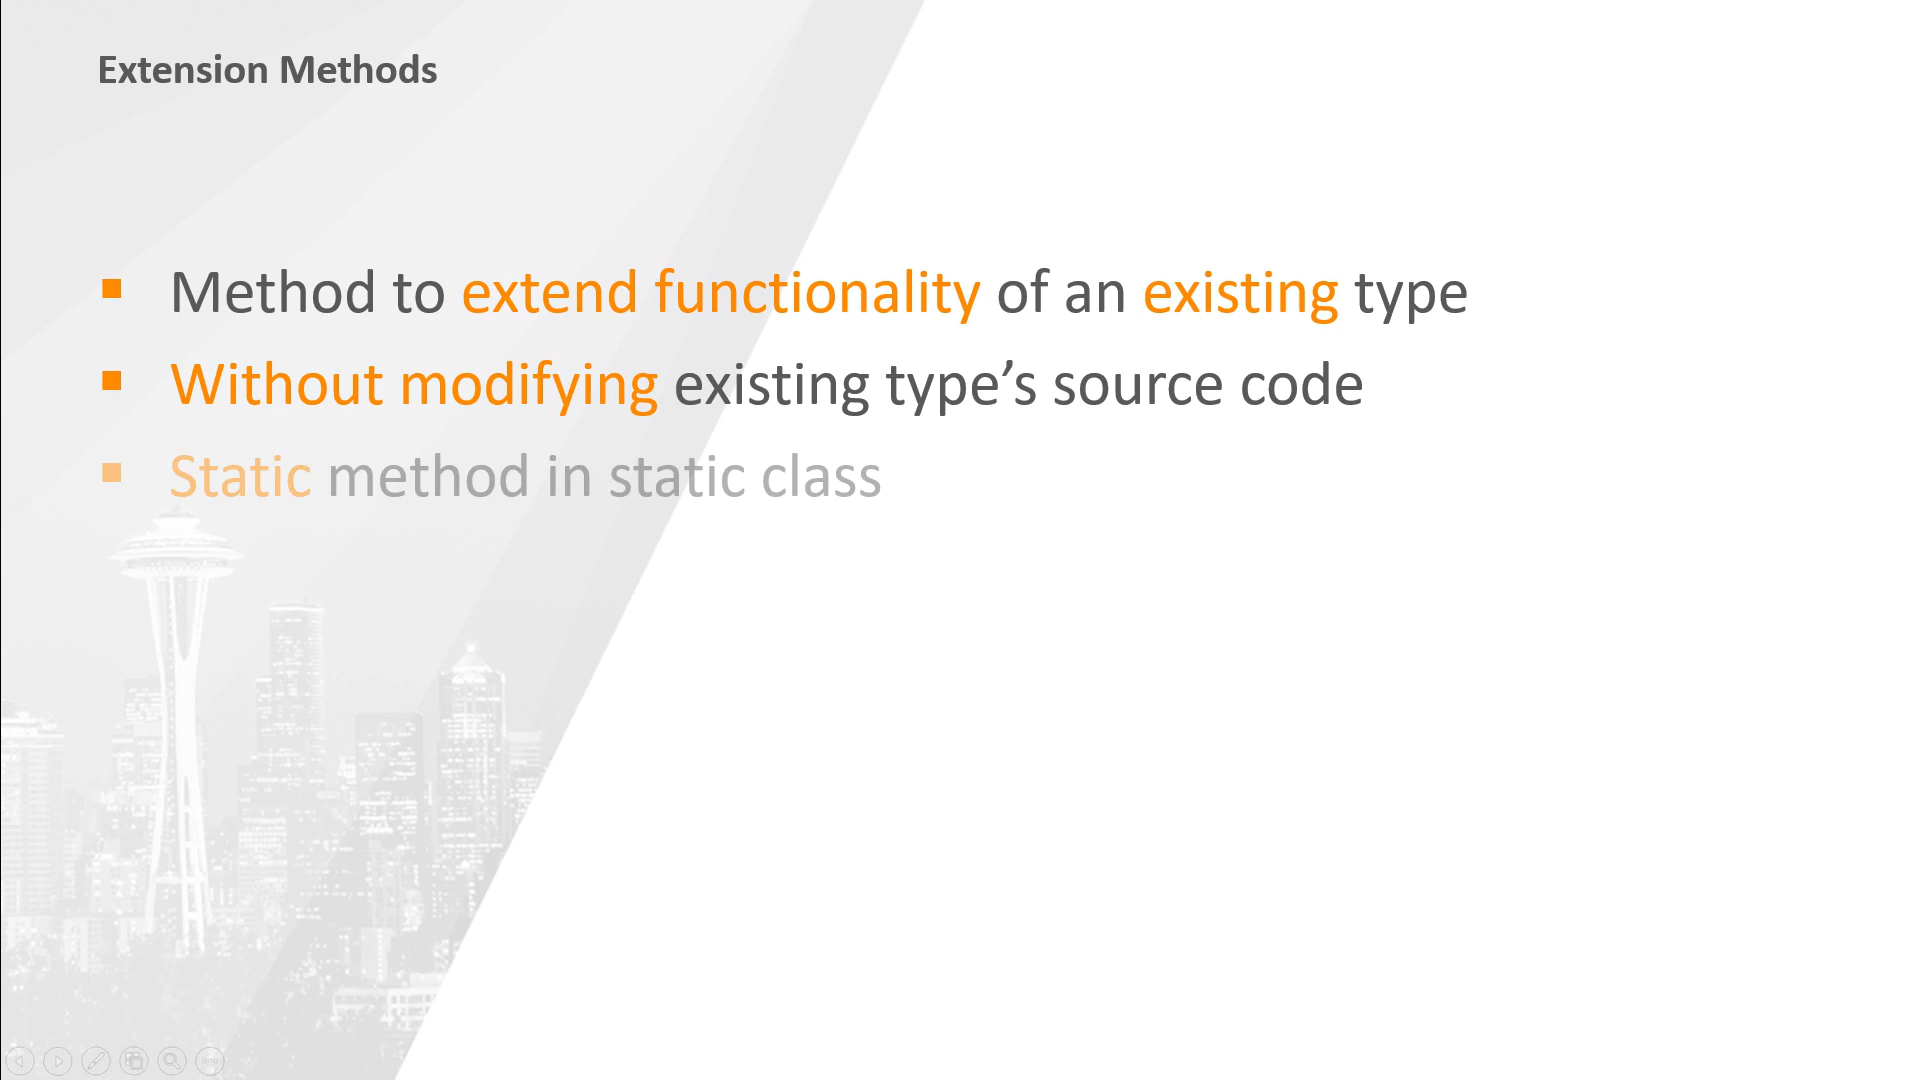 Extension Methods
Method to extend functionality of an existing type
Without modifying existing type’s source code
Static method in static class